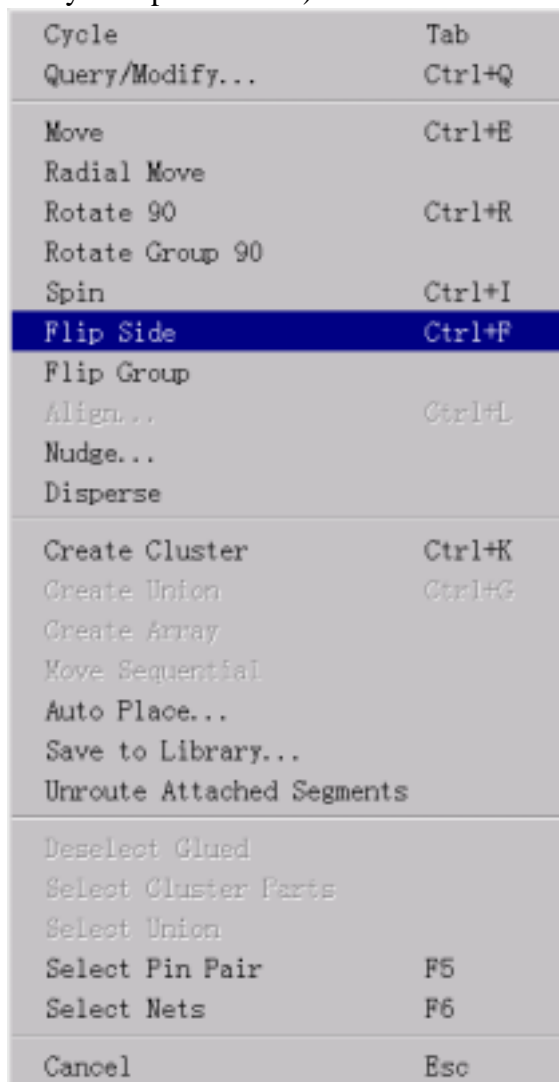 Cycle Tab
Query/Modify... Ctrl+Q
Move Ctrl+E
Radial Move
Rotate 90 Ctrl+R
Rotate Group 90
Spin Ctrl+I
Flip Side Ctrl+F
Flip Group
Align... Ctrl+L
Nudge...
Disperse
Create Cluster Ctrl+K
Create Union Ctrl+G
Create Array
Move Sequential
Auto Place...
Save to Library...
Unroute Attached Segments
Deselect Glued
Select Cluster Parts
Select Union
Select Pin Pair F5
Select Nets F6
Cancel Esc